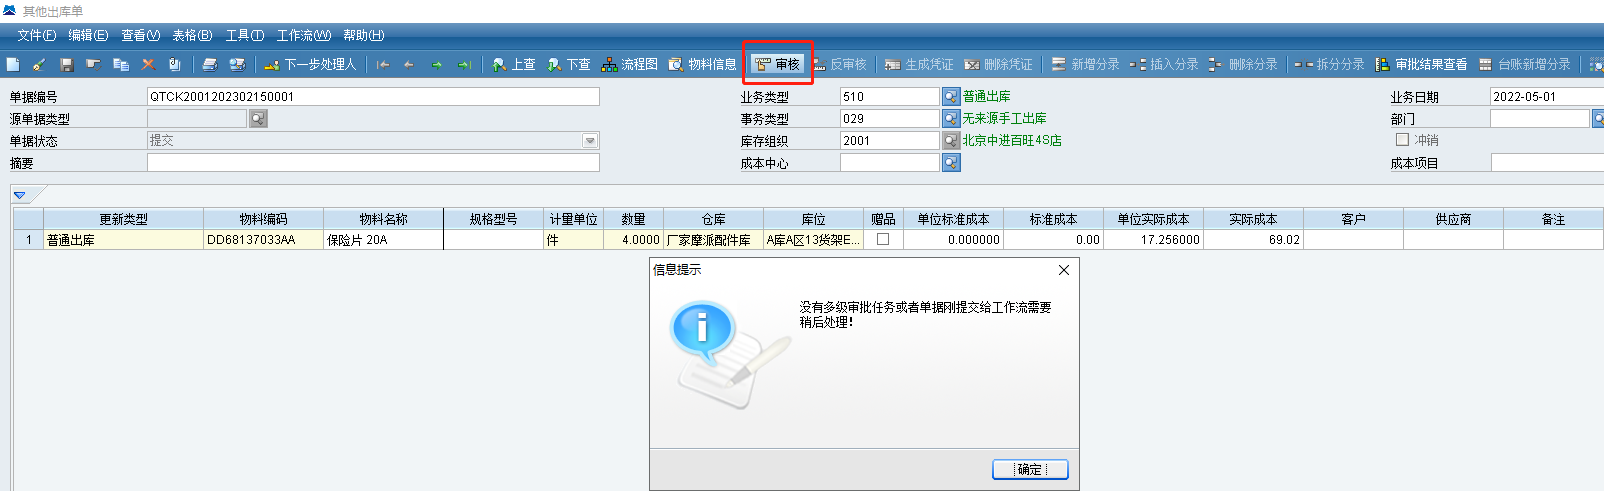 其他出库单
文件(F) 编辑(E) 查看(V) 表格(B) 工具(T) 工作流(W) 帮助(H)
下一步处理人 上查 下查 流程图 物料信息 审核 反审核 生成凭证 删除凭证 新增分录 插入分录 删除分录 拆分分录 审批结果查看 台账新增分录
单据编号 QTCK2001202302150001 业务类型 510 普通出库 业务日期 2022-05-01
源单据类型 事务类型 029 无来源手工出库 部门
单据状态 提交 库存组织 2001 北京中进百旺4S店 冲销
摘要 成本中心 成本项目
更新类型 物料编码 物料名称 规格型号 计量单位 数量 仓库 库位 赠品 单位标准成本 标准成本 单位实际成本 实际成本 客户 供应商 备注
1 普通出库 DD68137033AA 保险片 20A 件 4.0000 厂家摩派配件库 A库A区13货架E... 0.000000 0.00 17.256000 69.02
信息提示
没有多级审批任务或者单据刚提交给工作流需要
稍后处理!
确定